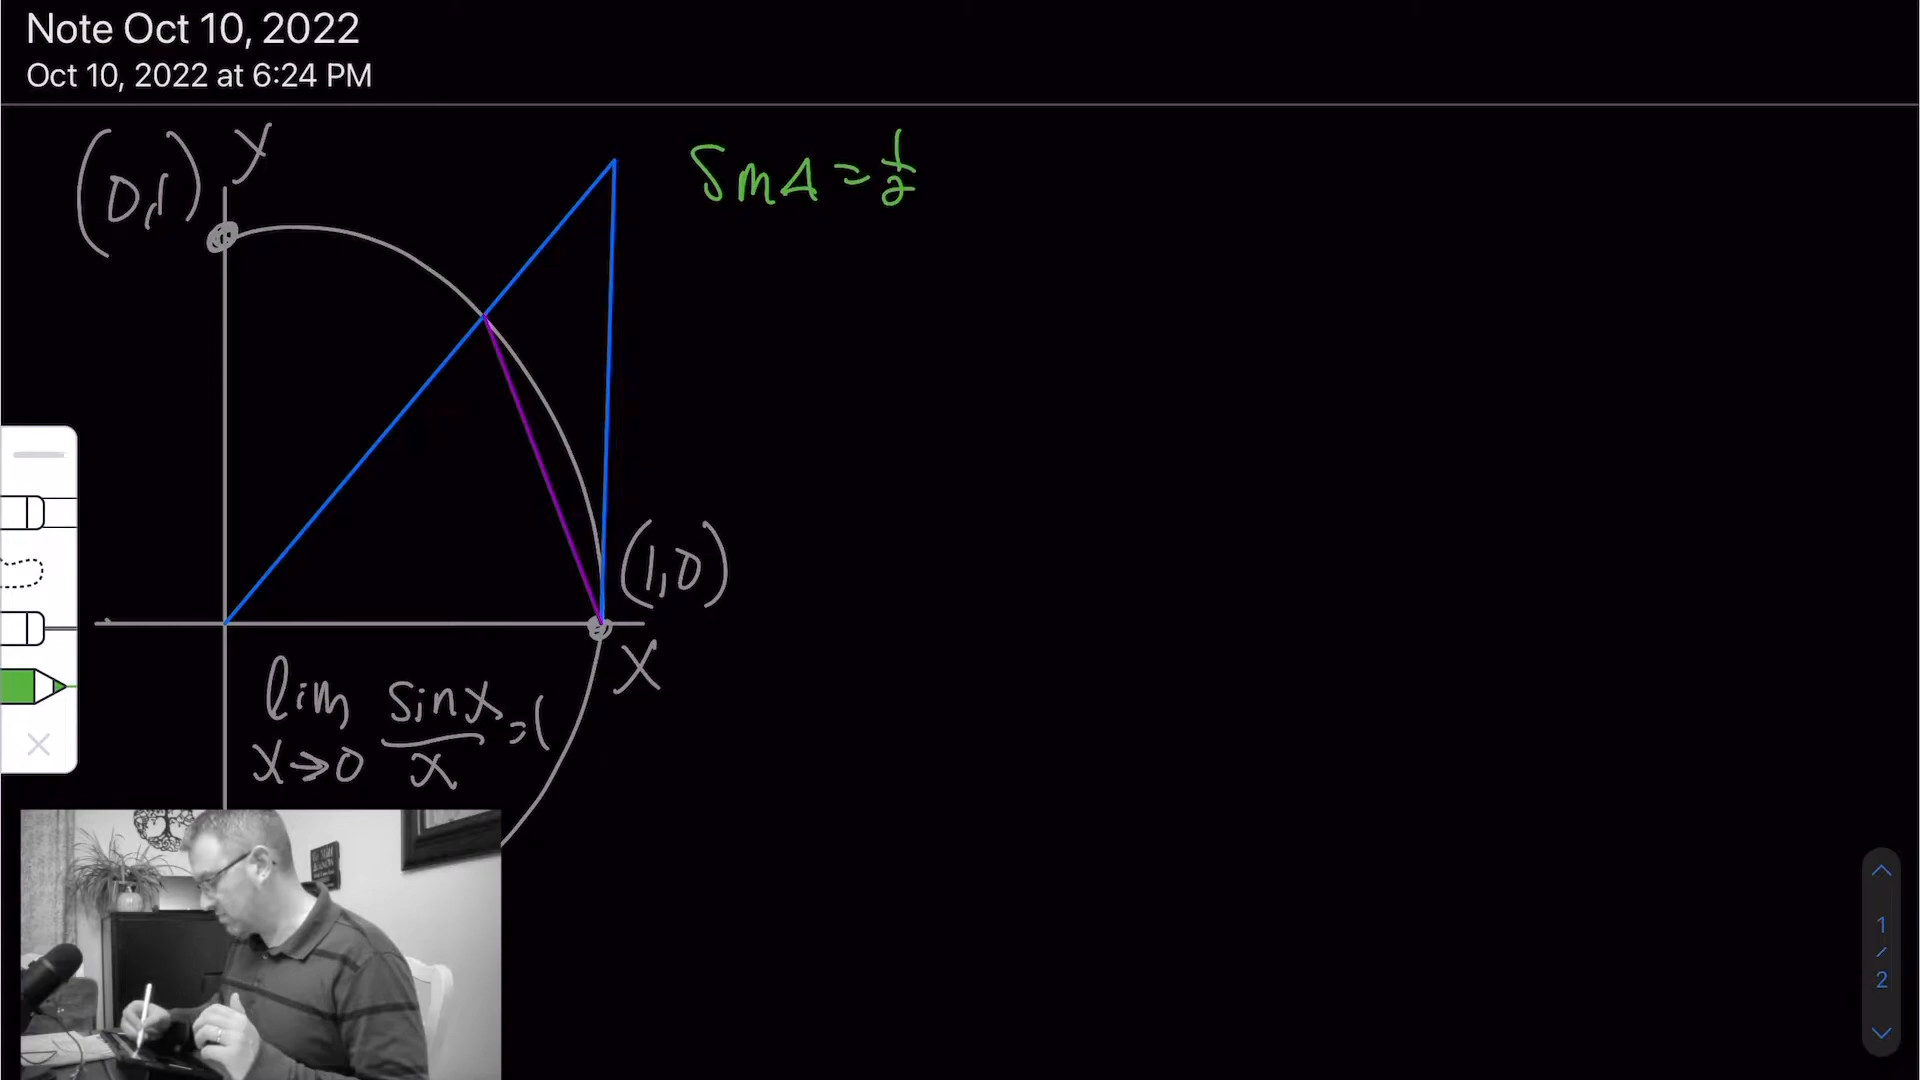 Note Oct 10, 2022
Oct 10, 2022 at 6:24 PM
(0,1) y
Sm△ = 1/2
(1,0)
x
lim x→0 sinx/x = 1
1
/
2